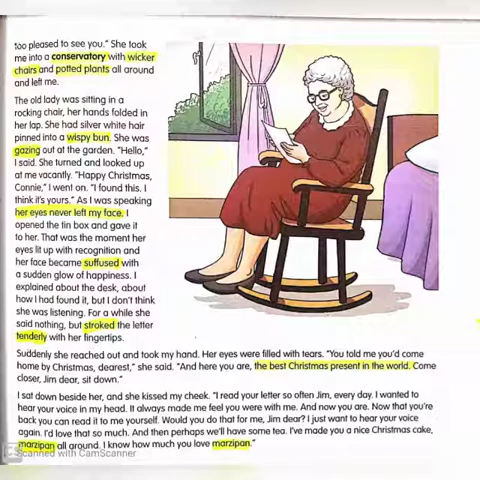 too pleased to see you." She took
me into a conservatory with wicker
chairs and potted plants all around
and left me.
The old lady was sitting in a
rocking chair, her hands folded in
her lap. She had silver white hair
pinned into a wispy bun. She was
gazing out at the garden. "Hello,"
I said. She turned and looked up
at me vacantly. "Happy Christmas,
Connie," I went on. "I found this. I
think it's yours." As I was speaking
her eyes never left my face. I
opened the tin box and gave it
to her. That was the moment her
eyes lit up with recognition and
her face became suffused with
a sudden glow of happiness. I
explained about the desk, about
how I had found it, but I don't think
she was listening. For a while she
said nothing, but stroked the letter
tenderly with her fingertips.
Suddenly she reached out and took my hand. Her eyes were filled with tears. "You told me you'd come
home by Christmas, dearest," she said. "And here you are, the best Christmas present in the world. Come
closer, Jim dear, sit down."
I sat down beside her, and she kissed my cheek. "I read your letter so often Jim, every day. I wanted to
hear your voice in my head. It always made me feel you were with me. And now you are. Now that you're
back you can read it to me yourself. Would you do that for me, Jim dear? I just want to hear your voice
again. I'd love that so much. And then perhaps we'll have some tea. I've made you a nice Christmas cake,
marzipan all around. I know how much you love marzipan."
CS Scanned with CamScanner